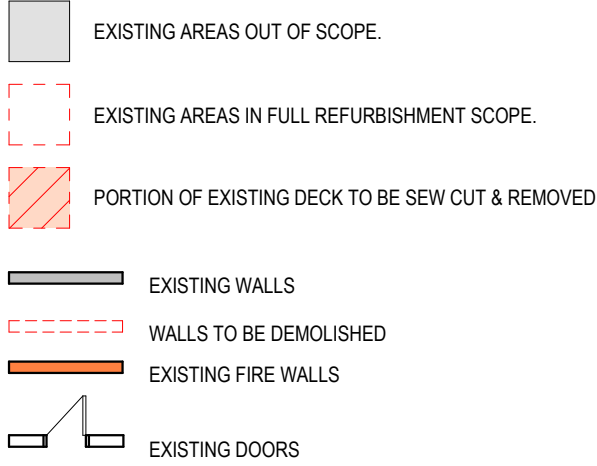 EXISTING AREAS OUT OF SCOPE.
EXISTING AREAS IN FULL REFURBISHMENT SCOPE.
PORTION OF EXISTING DECK TO BE SEW CUT & REMOVED
EXISTING WALLS
WALLS TO BE DEMOLISHED
EXISTING FIRE WALLS
EXISTING DOORS